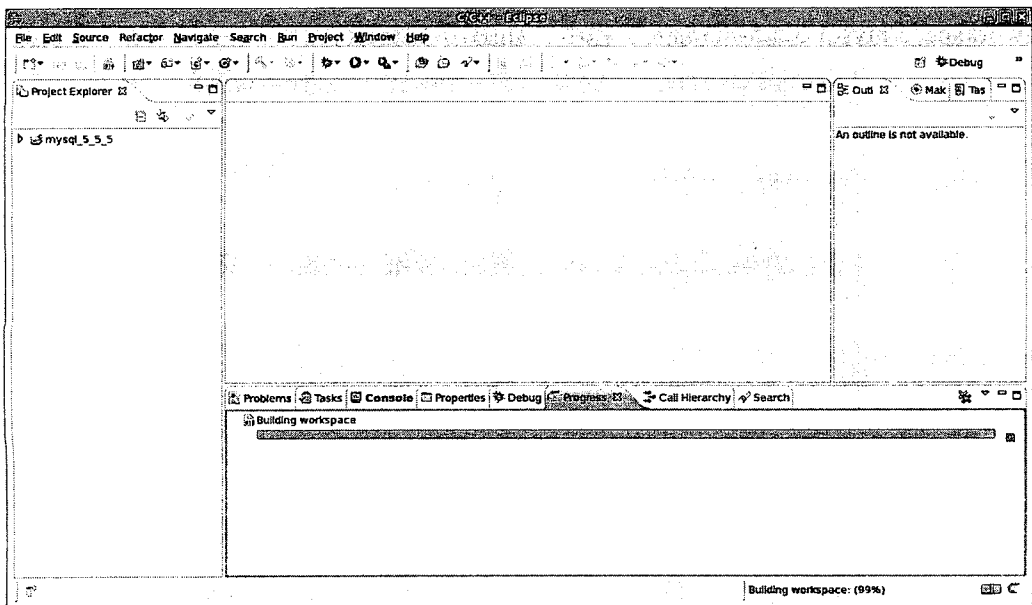 C/C++ - Eclipse
File Edit Source Refactor Navigate Search Run Project Window Help
Debug
Project Explorer
Outl Mak Tas
mysql_5_5_5
An outline is not available.
Problems Tasks Console Properties Debug Progress Call Hierarchy Search
Building workspace
Building workspace: (99%)